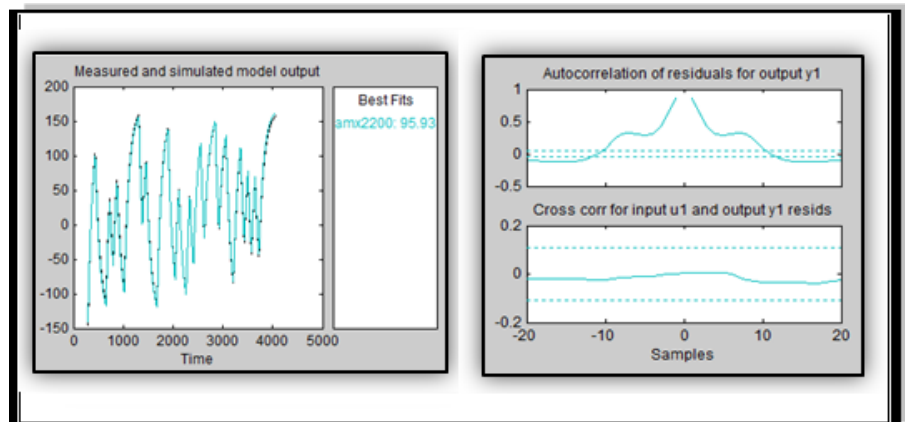 Measured and simulated model output
200
150
100
50
0
-50
-100
-150
0 1000 2000 3000 4000 5000
Time
Best Fits
amx2200: 95.93
Autocorrelation of residuals for output y1
1
0.5
0
-0.5
Cross corr for input u1 and output y1 resids
0.2
0
-0.2
-20 -10 0 10 20
Samples